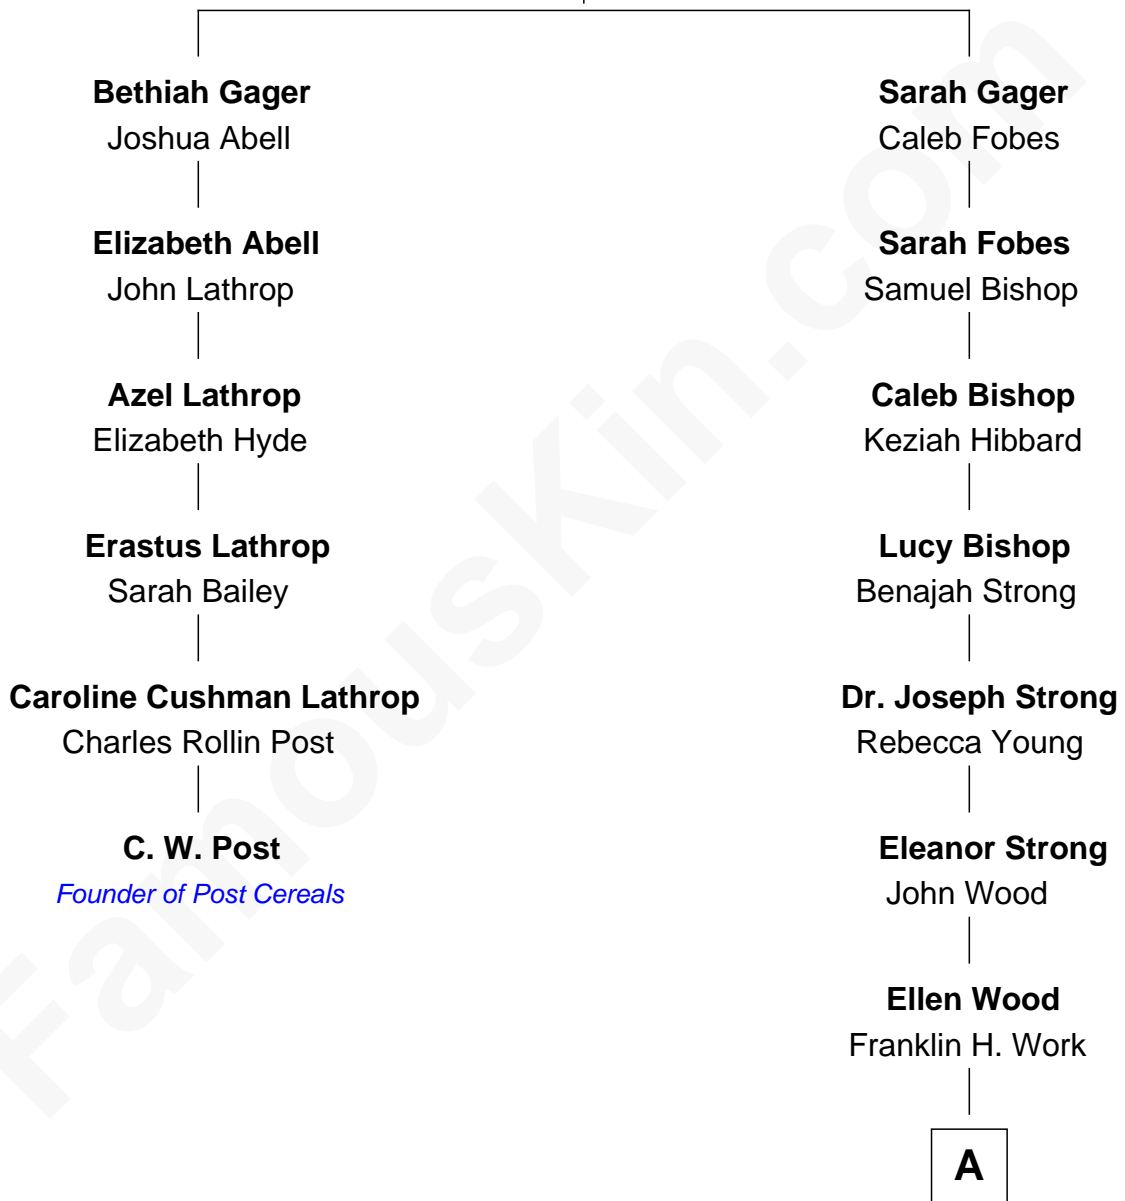 Bethiah Gager
Joshua Abell
Elizabeth Abell
John Lathrop
Azel Lathrop
Elizabeth Hyde
Erastus Lathrop
Sarah Bailey
Caroline Cushman Lathrop
Charles Rollin Post
C. W. Post
Founder of Post Cereals
Sarah Gager
Caleb Fobes
Sarah Fobes
Samuel Bishop
Caleb Bishop
Keziah Hibbard
Lucy Bishop
Benajah Strong
Dr. Joseph Strong
Rebecca Young
Eleanor Strong
John Wood
Ellen Wood
Franklin H. Work
A
FamousKin.com